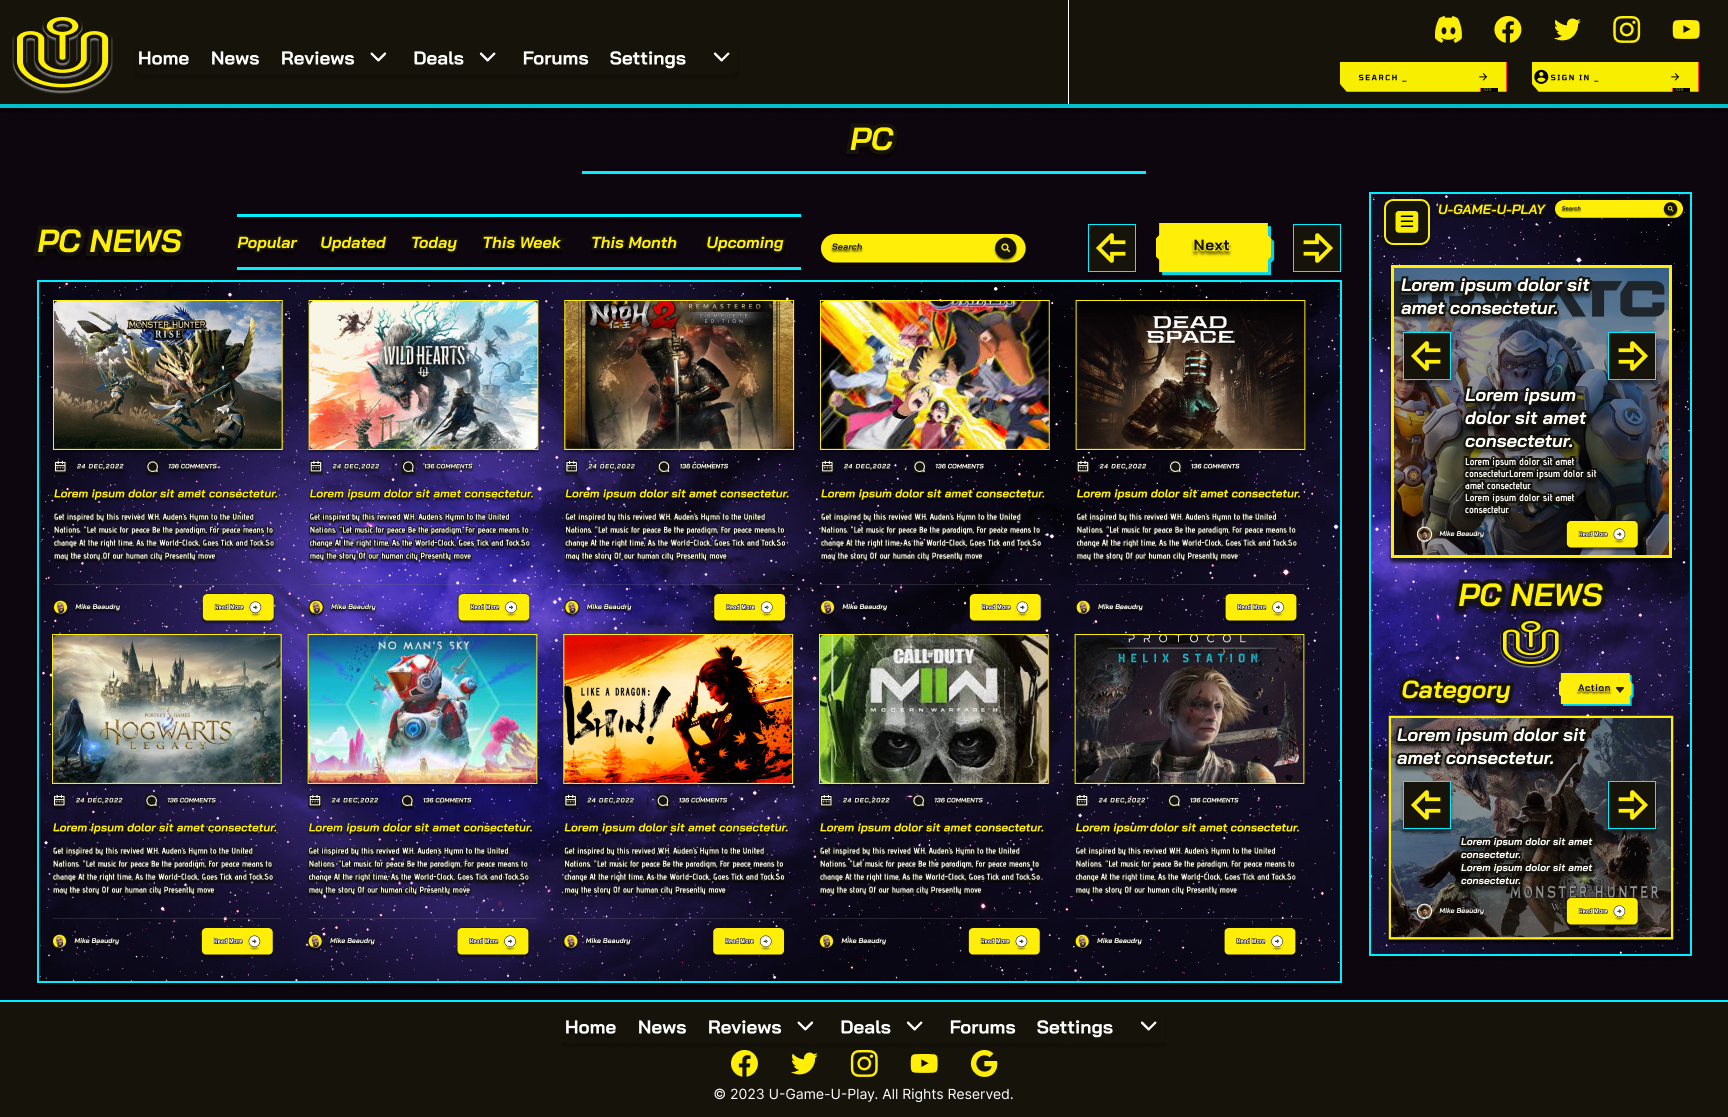 Home News Reviews Deals Forums Settings
SEARCH _
SIGN IN _
PC
PC NEWS
Popular Updated Today This Week This Month Upcoming
Search
Next
MONSTER HUNTER
RISE
WILD HEARTS
NIOH 2
REMASTERED
COMPLETE EDITION
DEAD
SPACE
24 DEC,2022 136 COMMENTS
24 DEC,2022 136 COMMENTS
24 DEC,2022 136 COMMENTS
24 DEC,2022 136 COMMENTS
24 DEC,2022 136 COMMENTS
Lorem ipsum dolor sit amet consectetur.
Lorem ipsum dolor sit amet consectetur.
Lorem ipsum dolor sit amet consectetur.
Lorem ipsum dolor sit amet consectetur.
Lorem ipsum dolor sit amet consectetur.
Get inspired by this revived W.H. Auden's Hymn to the United
Nations. "Let music for peace Be the paradigm, For peace means to
change At the right time, As the World-Clock, Goes Tick and Tock.So
may the story Of our human city Presently move
Get inspired by this revived W.H. Auden's Hymn to the United
Nations. "Let music for peace Be the paradigm, For peace means to
change At the right time, As the World-Clock, Goes Tick and Tock.So
may the story Of our human city Presently move
Get inspired by this revived W.H. Auden's Hymn to the United
Nations. "Let music for peace Be the paradigm, For peace means to
change At the right time, As the World-Clock, Goes Tick and Tock.So
may the story Of our human city Presently move
Get inspired by this revived W.H. Auden's Hymn to the United
Nations. "Let music for peace Be the paradigm, For peace means to
change At the right time, As the World-Clock, Goes Tick and Tock.So
may the story Of our human city Presently move
Get inspired by this revived W.H. Auden's Hymn to the United
Nations. "Let music for peace Be the paradigm, For peace means to
change At the right time, As the World-Clock, Goes Tick and Tock.So
may the story Of our human city Presently move
Mike Beaudry Read More
Mike Beaudry Read More
Mike Beaudry Read More
Mike Beaudry Read More
Mike Beaudry Read More
PORTKEY GAMES
HOGWARTS
LEGACY
NO MAN'S SKY
LIKE A DRAGON:
ISHIN!
CALL OF DUTY
MWII
MODERN WARFARE II
PROTOCOL
HELIX STATION
24 DEC,2022 136 COMMENTS
24 DEC,2022 136 COMMENTS
24 DEC,2022 136 COMMENTS
24 DEC,2022 136 COMMENTS
24 DEC,2022 136 COMMENTS
Lorem ipsum dolor sit amet consectetur.
Lorem ipsum dolor sit amet consectetur.
Lorem ipsum dolor sit amet consectetur.
Lorem ipsum dolor sit amet consectetur.
Lorem ipsum dolor sit amet consectetur.
Get inspired by this revived W.H. Auden's Hymn to the United
Nations. "Let music for peace Be the paradigm, For peace means to
change At the right time, As the World-Clock, Goes Tick and Tock.So
may the story Of our human city Presently move
Get inspired by this revived W.H. Auden's Hymn to the United
Nations. "Let music for peace Be the paradigm, For peace means to
change At the right time, As the World-Clock, Goes Tick and Tock.So
may the story Of our human city Presently move
Get inspired by this revived W.H. Auden's Hymn to the United
Nations. "Let music for peace Be the paradigm, For peace means to
change At the right time, As the World-Clock, Goes Tick and Tock.So
may the story Of our human city Presently move
Get inspired by this revived W.H. Auden's Hymn to the United
Nations. "Let music for peace Be the paradigm, For peace means to
change At the right time, As the World-Clock, Goes Tick and Tock.So
may the story Of our human city Presently move
Get inspired by this revived W.H. Auden's Hymn to the United
Nations. "Let music for peace Be the paradigm, For peace means to
change At the right time, As the World-Clock, Goes Tick and Tock.So
may the story Of our human city Presently move
Mike Beaudry Read More
Mike Beaudry Read More
Mike Beaudry Read More
Mike Beaudry Read More
Mike Beaudry Read More
U-GAME-U-PLAY Search
Lorem ipsum dolor sit
amet consectetur.
Lorem ipsum
dolor sit amet
consectetur.
Lorem ipsum dolor sit amet
consectetur.Lorem ipsum dolor sit
amet consectetur.
Lorem ipsum dolor sit amet
consectetur.
Mike Beaudry Read More
PC NEWS
Category Action
Lorem ipsum dolor sit
amet consectetur.
Lorem ipsum dolor sit amet
consectetur.
Lorem ipsum dolor sit amet
consectetur.
MONSTER HUNTER
Mike Beaudry Read More
Home News Reviews Deals Forums Settings
© 2023 U-Game-U-Play. All Rights Reserved.